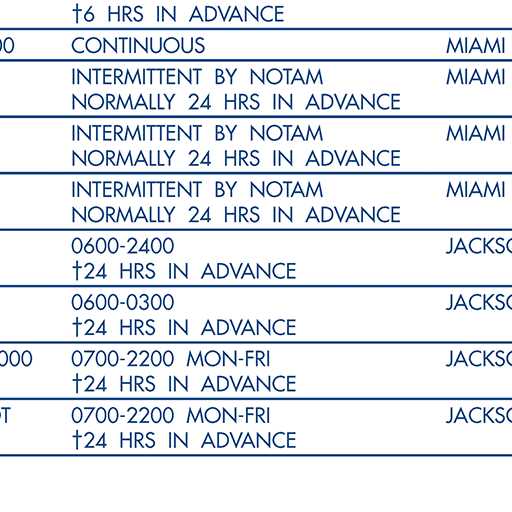 †6 HRS IN ADVANCE
00 CONTINUOUS MIAMI
INTERMITTENT BY NOTAM MIAMI
NORMALLY 24 HRS IN ADVANCE
INTERMITTENT BY NOTAM MIAMI
NORMALLY 24 HRS IN ADVANCE
INTERMITTENT BY NOTAM MIAMI
NORMALLY 24 HRS IN ADVANCE
0600-2400 JACKSO
†24 HRS IN ADVANCE
0600-0300 JACKSO
†24 HRS IN ADVANCE
000 0700-2200 MON-FRI JACKSO
†24 HRS IN ADVANCE
OT 0700-2200 MON-FRI JACKSO
†24 HRS IN ADVANCE